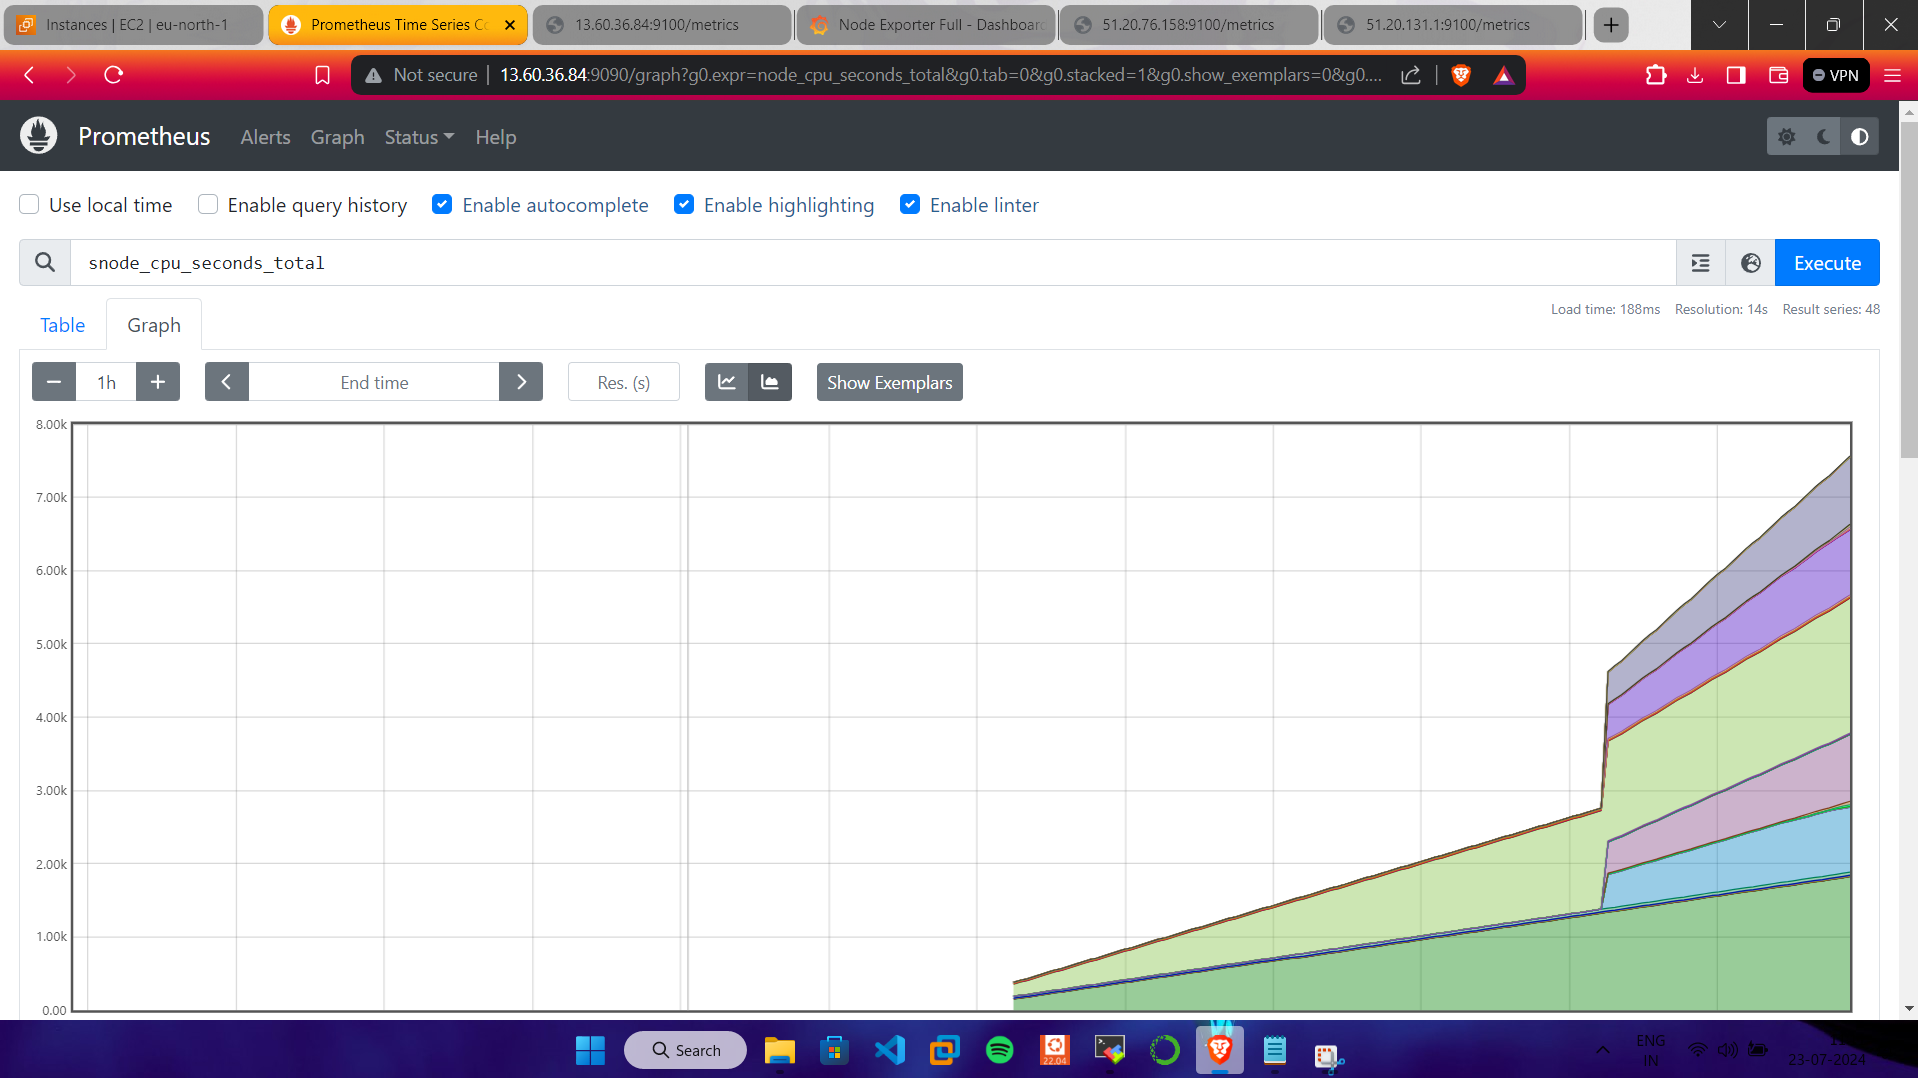 Instances | EC2 | eu-north-1
Prometheus Time Series Co
13.60.36.84:9100/metrics
Node Exporter Full - Dashboard
51.20.76.158:9100/metrics
51.20.131.1:9100/metrics
Not secure
13.60.36.84:9090/graph?g0.expr=node_cpu_seconds_total&g0.tab=0&g0.stacked=1&g0.show_exemplars=0&g0....
VPN
Prometheus
Alerts
Graph
Status
Help
Use local time
Enable query history
Enable autocomplete
Enable highlighting
Enable linter
snode_cpu_seconds_total
Execute
Table
Graph
Load time: 188ms
Resolution: 14s
Result series: 48
1h
End time
Res. (s)
Show Exemplars
8.00k
7.00k
6.00k
5.00k
4.00k
3.00k
2.00k
1.00k
0.00
Search
22.04
ENG
IN
23-07-2024